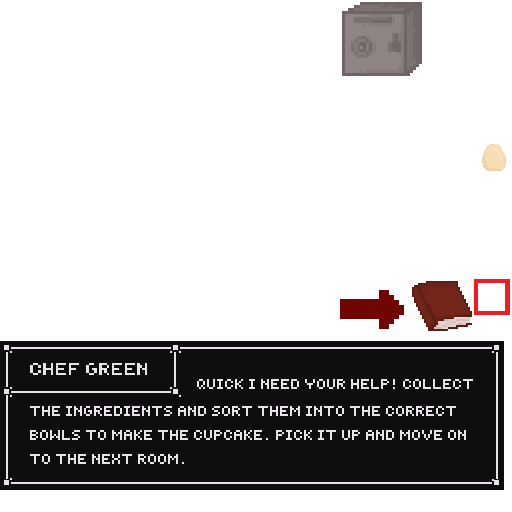 CHEF GREEN
QUICK I NEED YOUR HELP! COLLECT
THE INGREDIENTS AND SORT THEM INTO THE CORRECT
BOWLS TO MAKE THE CUPCAKE. PICK IT UP AND MOVE ON
TO THE NEXT ROOM.